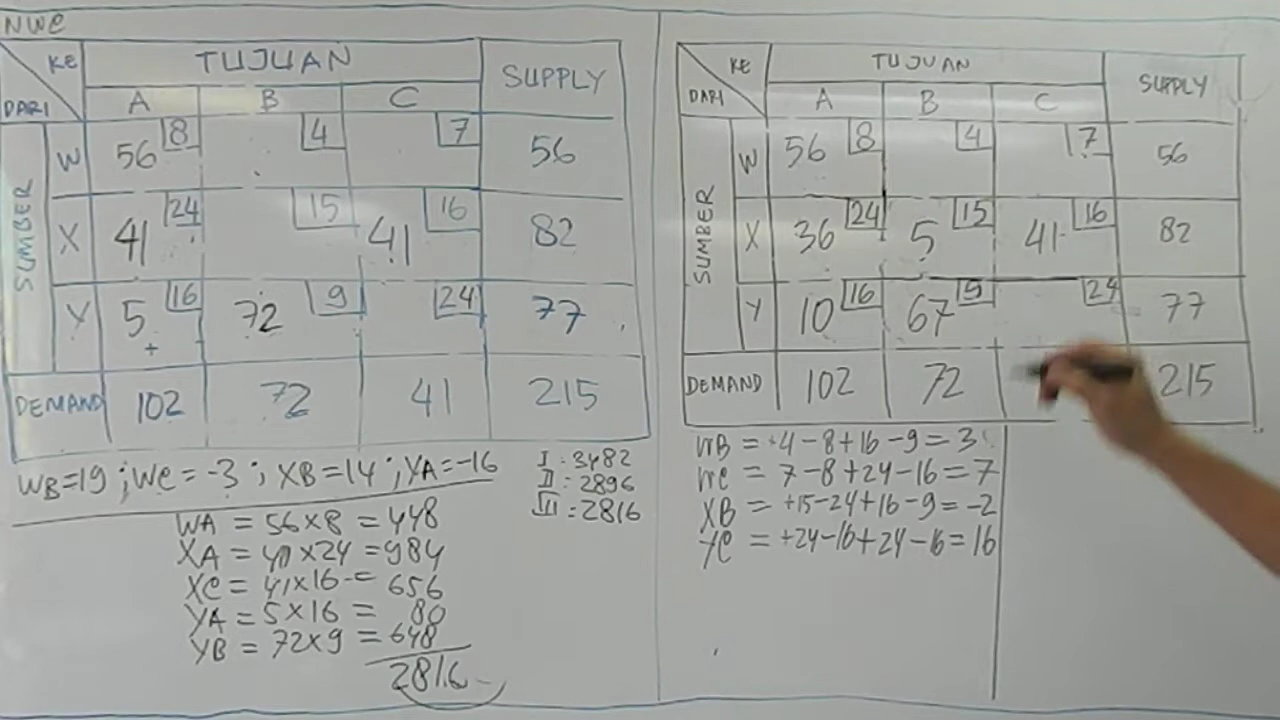 NWC
KE TUJUAN SUPPLY
DARI A B C
SUMBER
W 56 8 4 7 56
X 41 24 15 41 16 82
Y 5 16 72 9 24 77
+
DEMAND 102 72 41 215
WB=19 ; WC = -3 ; XB=14 ; YA=-16
I : 3482
II : 2896
III : 2816
WA = 56×8 = 448
XA = 41×24 = 984
XC = 41×16 = 656
YA = 5×16 = 80
YB = 72×9 = 648
2816
KE TUJUAN SUPPLY
DARI A B C
SUMBER
W 56 8 4 7 56
X 36 24 5 15 41 16 82
Y 10 16 67 9 24 77
DEMAND 102 72 215
WB = +4-8+16-9 = 3
WC = 7-8+24-16 = 7
XB = +15-24+16-9 = -2
YC = +24-16+24-16 = 16